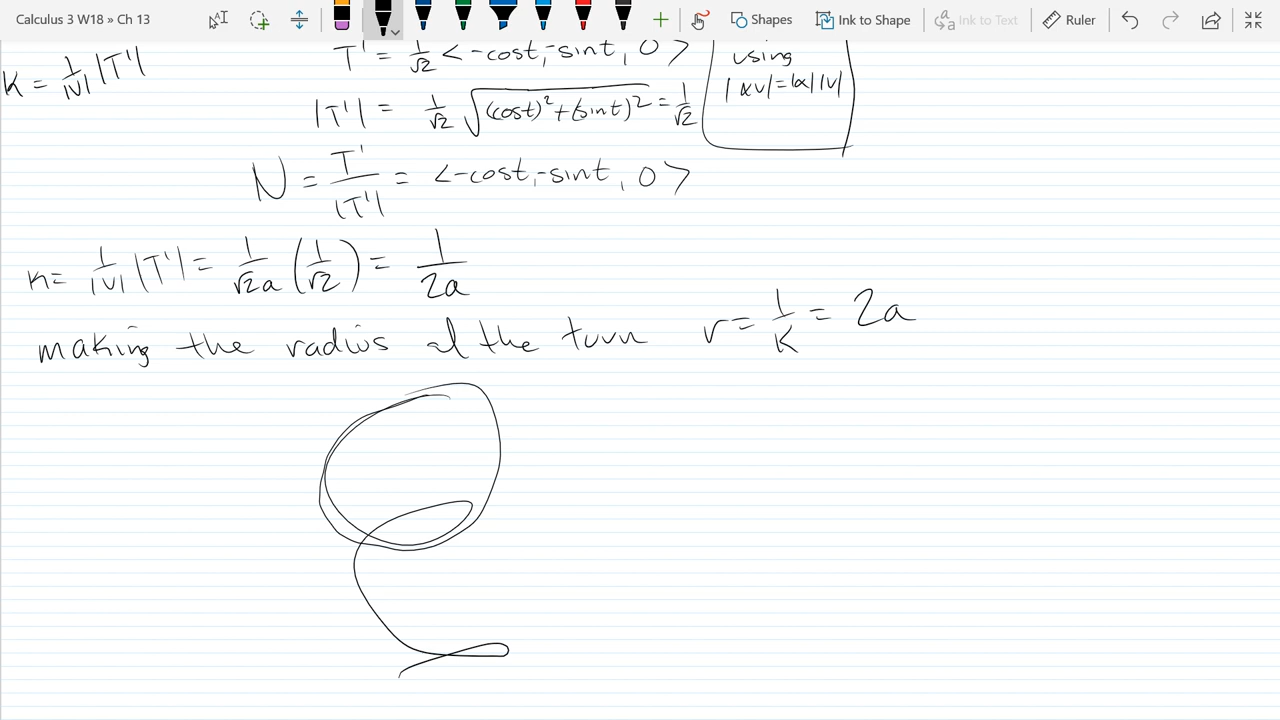 Calculus 3 W18 » Ch 13
Shapes
Ink to Shape
Ink to Text
Ruler
T' = 1/√2 <-cost, -sint, 0>
using
|αv| = |α||v|
K = 1/|v| |T'|
|T'| = 1/√2 √((cost)² + (sint)²) = 1/√2
N = T'/|T'| = <-cost, -sint, 0>
κ = 1/|v| |T'| = 1/(√2a) (1/√2) = 1/2a
making the radius of the turn r = 1/K = 2a